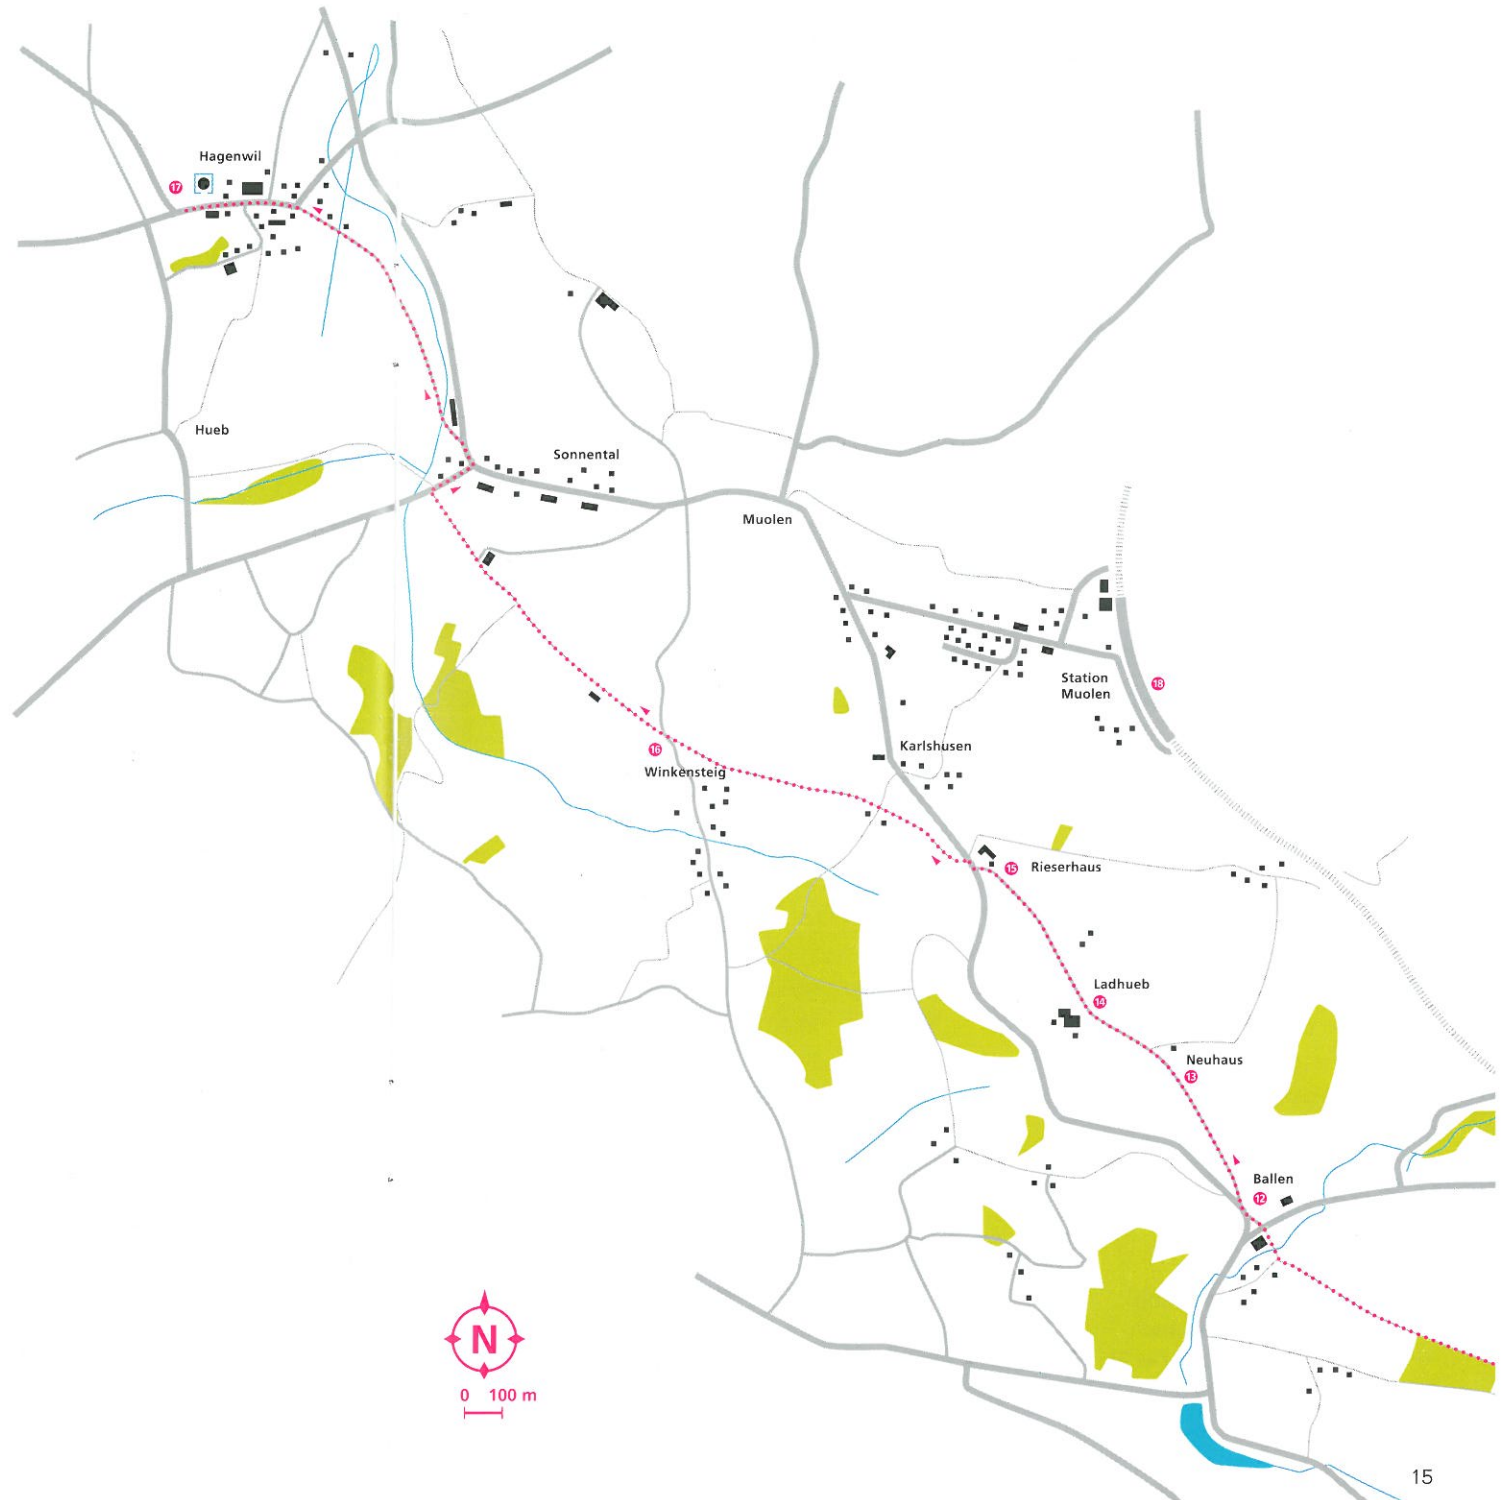 Hagenwil
17
Hueb
Sonnental
Muolen
Station
Muolen
18
Karlshusen
16
Winkensteig
15
Rieserhaus
Ladhueb
14
Neuhaus
13
Ballen
12
N
0 100 m
15